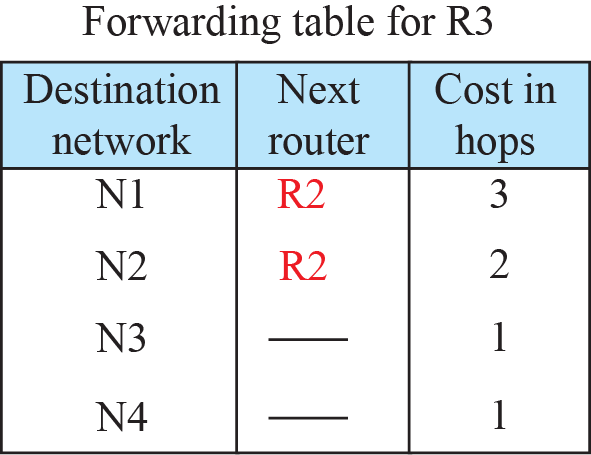 Forwarding table for R3
Destination network Next router Cost in hops
N1 R2 3
N2 R2 2
N3 —— 1
N4 —— 1